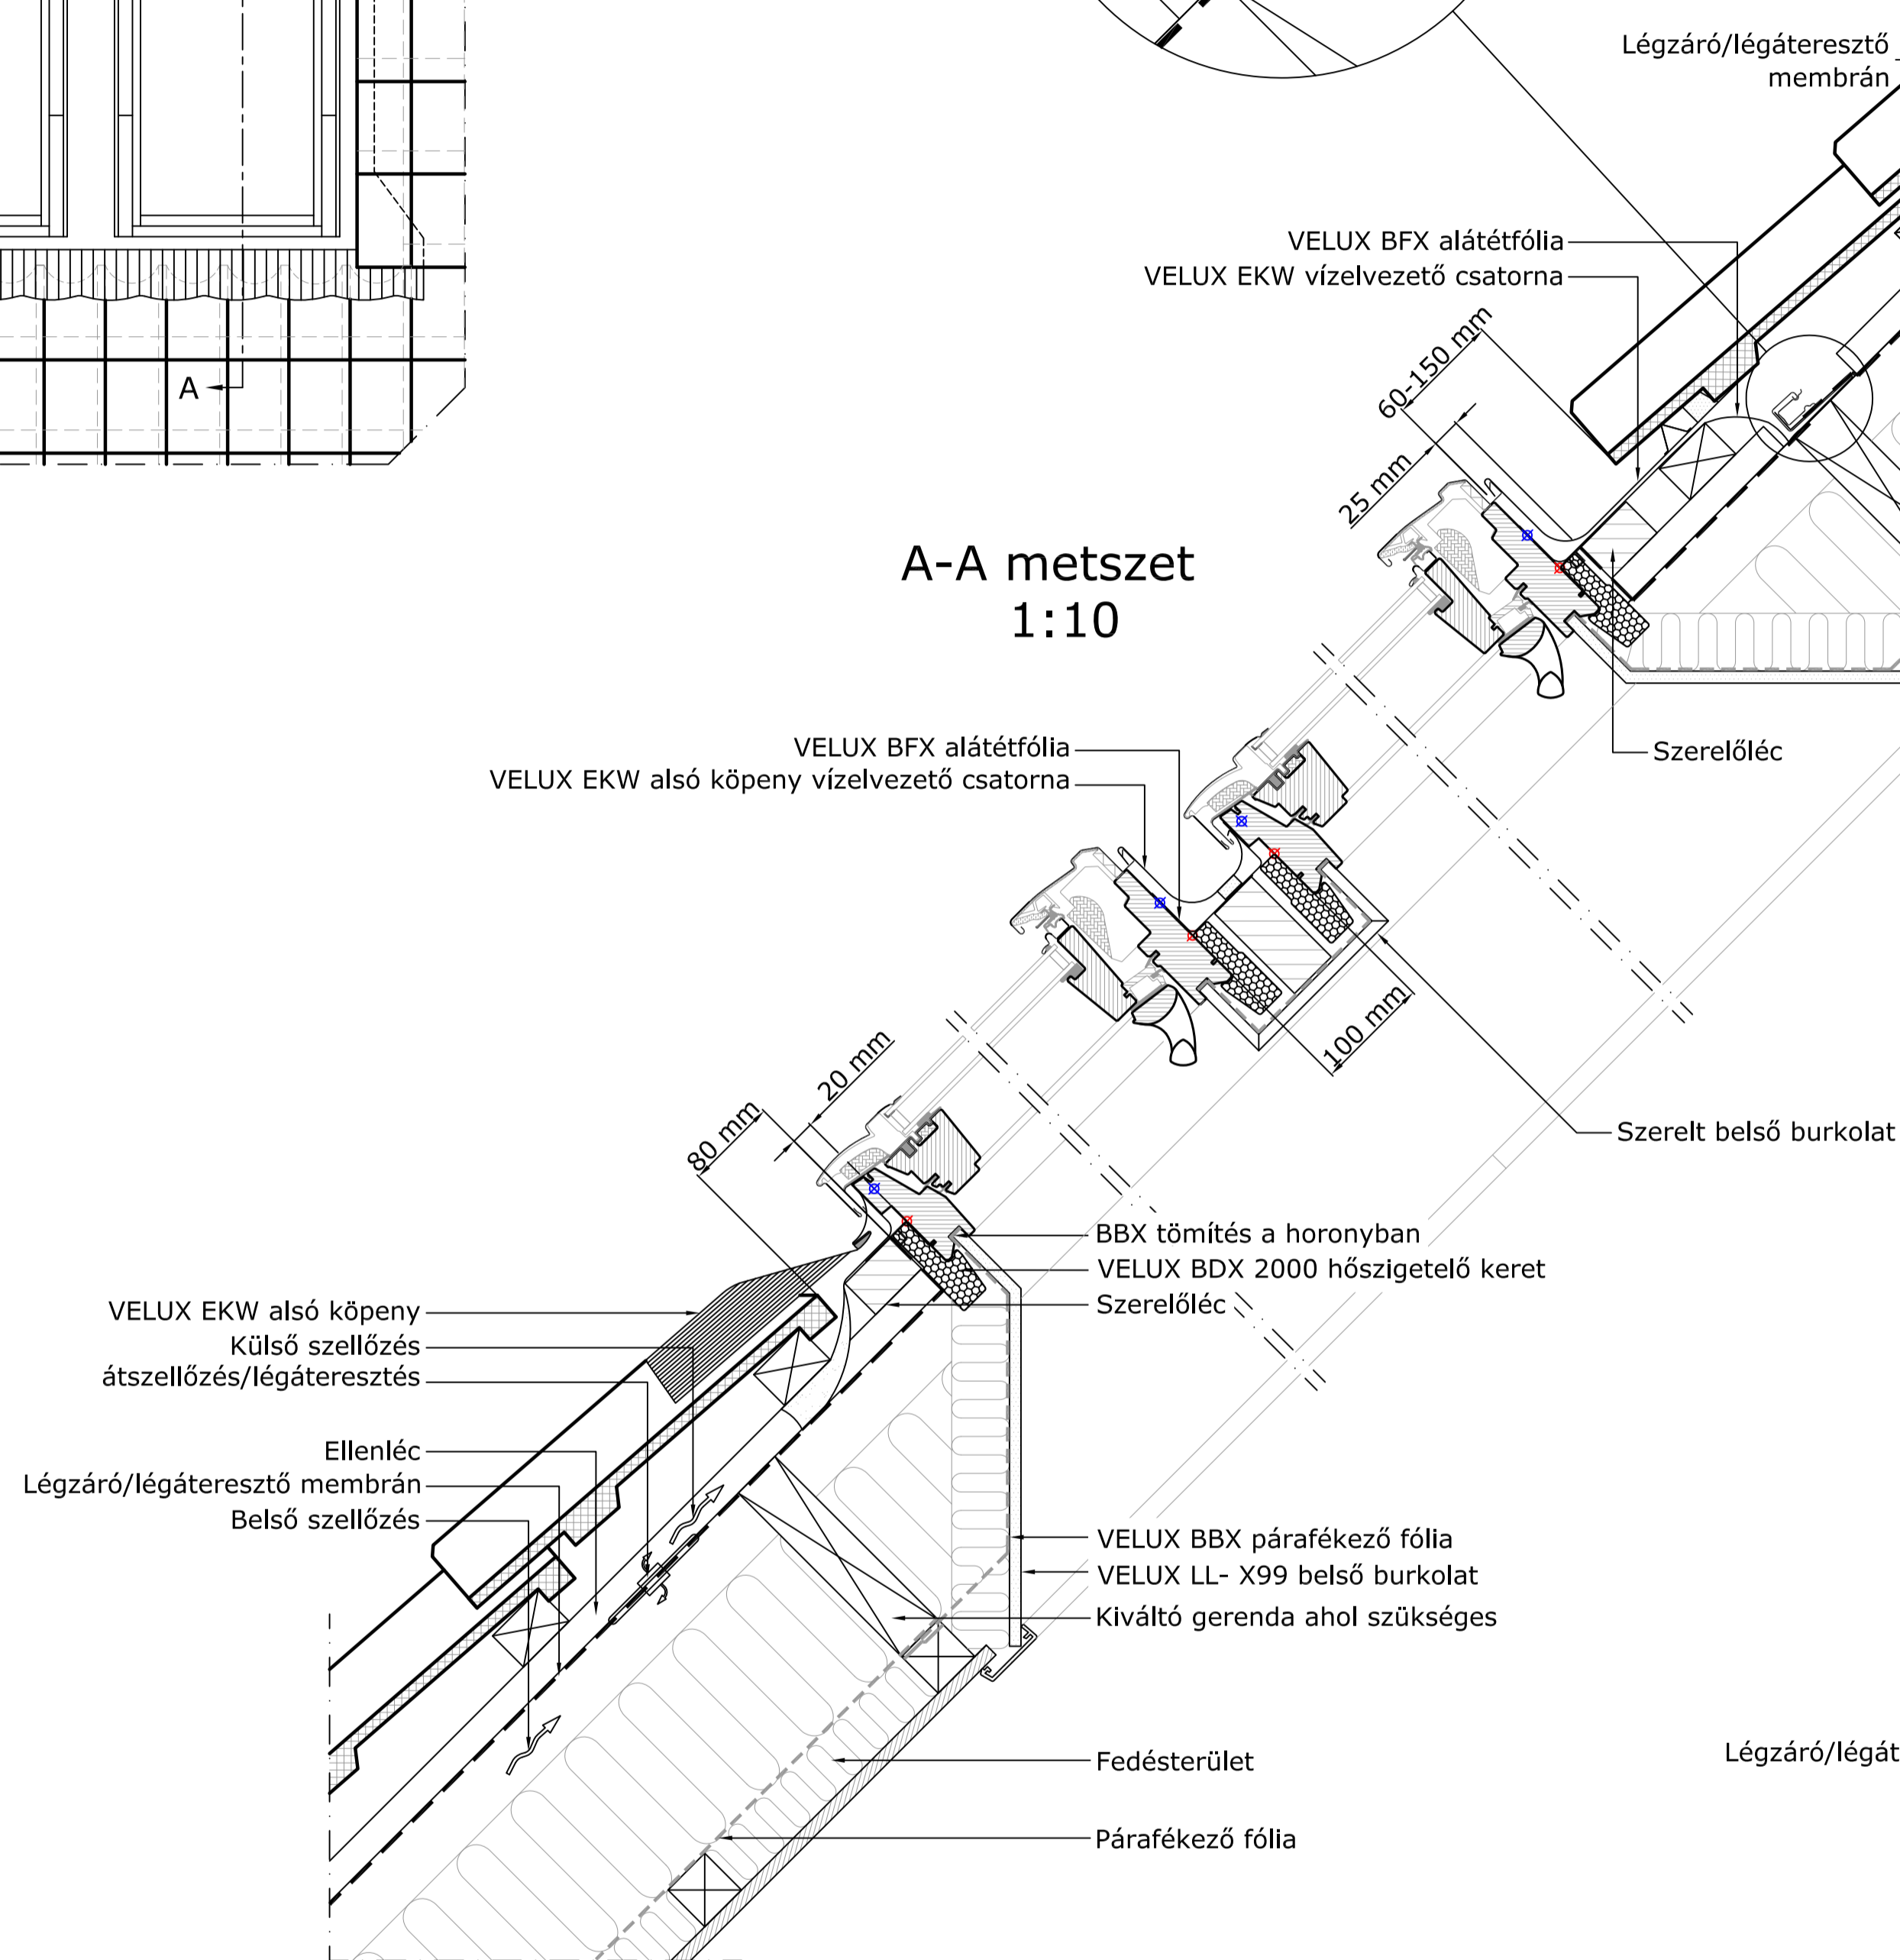 Légzáró/légáteresztő
membrán
VELUX BFX alátétfólia
VELUX EKW vízelvezető csatorna
60-150 mm
25 mm
A
A-A metszet
1:10
VELUX BFX alátétfólia
VELUX EKW alsó köpeny vízelvezető csatorna
Szerelőléc
100 mm
20 mm
80 mm
Szerelt belső burkolat
BBX tömítés a horonyban
VELUX BDX 2000 hőszigetelő keret
Szerelőléc
VELUX EKW alsó köpeny
Külső szellőzés
átszellőzés/légáteresztés
Ellenléc
Légzáró/légáteresztő membrán
Belső szellőzés
VELUX BBX párafékező fólia
VELUX LL- X99 belső burkolat
Kiváltó gerenda ahol szükséges
Fedésterület
Légzáró/légát
Párafékező fólia